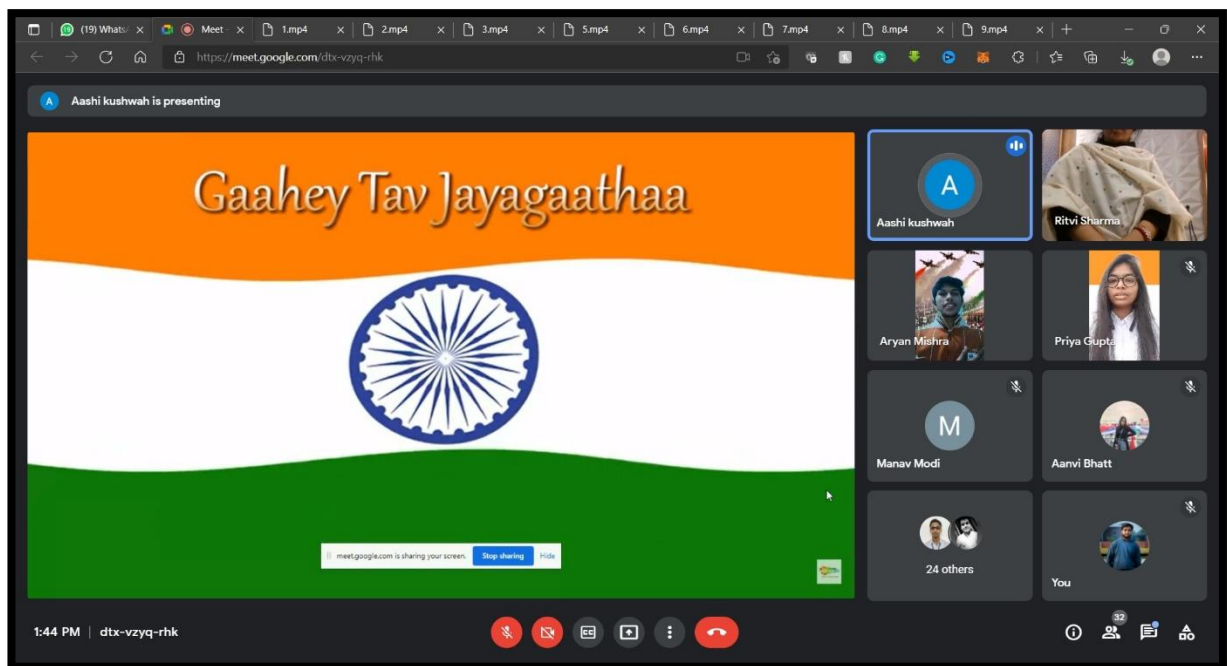 (19) Whats
Meet -
1.mp4
2.mp4
3.mp4
5.mp4
6.mp4
7.mp4
8.mp4
9.mp4
https://meet.google.com/dtx-vzyq-rhk
A
Aashi kushwah is presenting
Gaahey Tav Jayagaathaa
meet.google.com is sharing your screen.
Stop sharing
Hide
A
Aashi kushwah
Ritvi Sharma
Aryan Mishra
Priya Gupta
M
Manav Modi
Aanvi Bhatt
24 others
You
1:44 PM | dtx-vzyq-rhk
CC
32